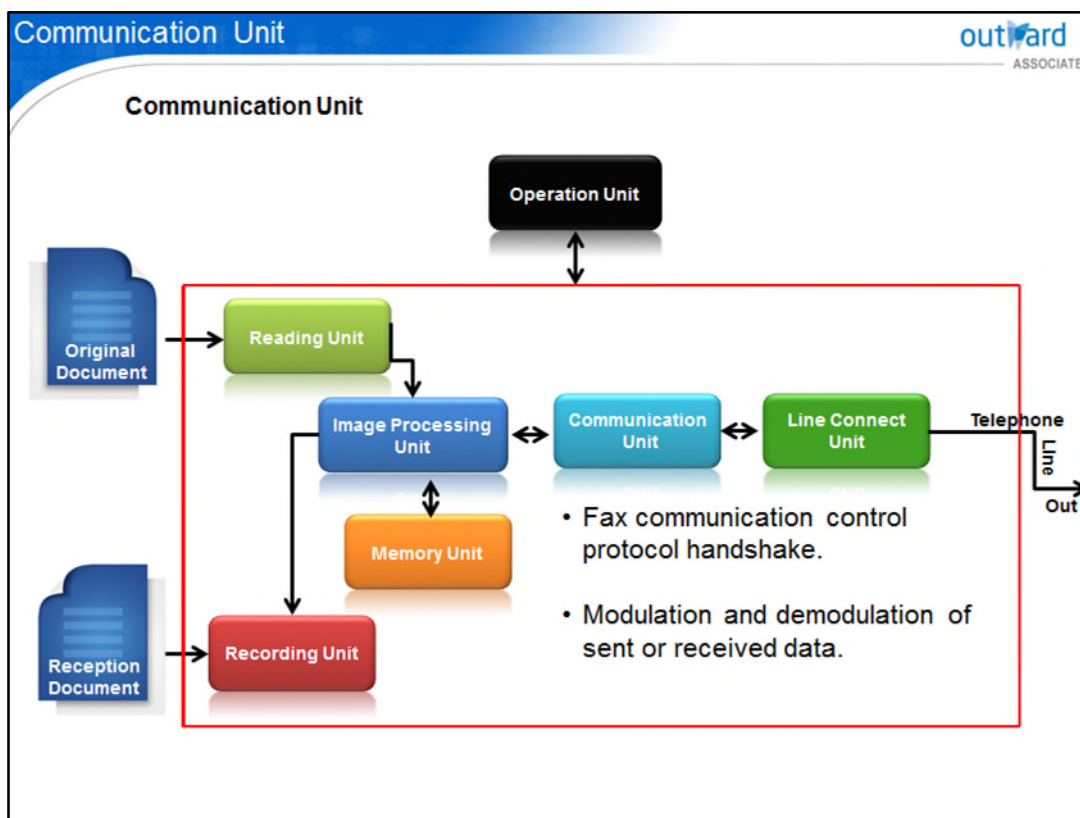 Communication Unit
outward
ASSOCIATE
Communication Unit
Operation Unit
Original
Document
Reading Unit
Image Processing
Unit
Communication
Unit
Line Connect
Unit
Telephone
Line
Out
Memory Unit
• Fax communication control
protocol handshake.
• Modulation and demodulation of
sent or received data.
Reception
Document
Recording Unit